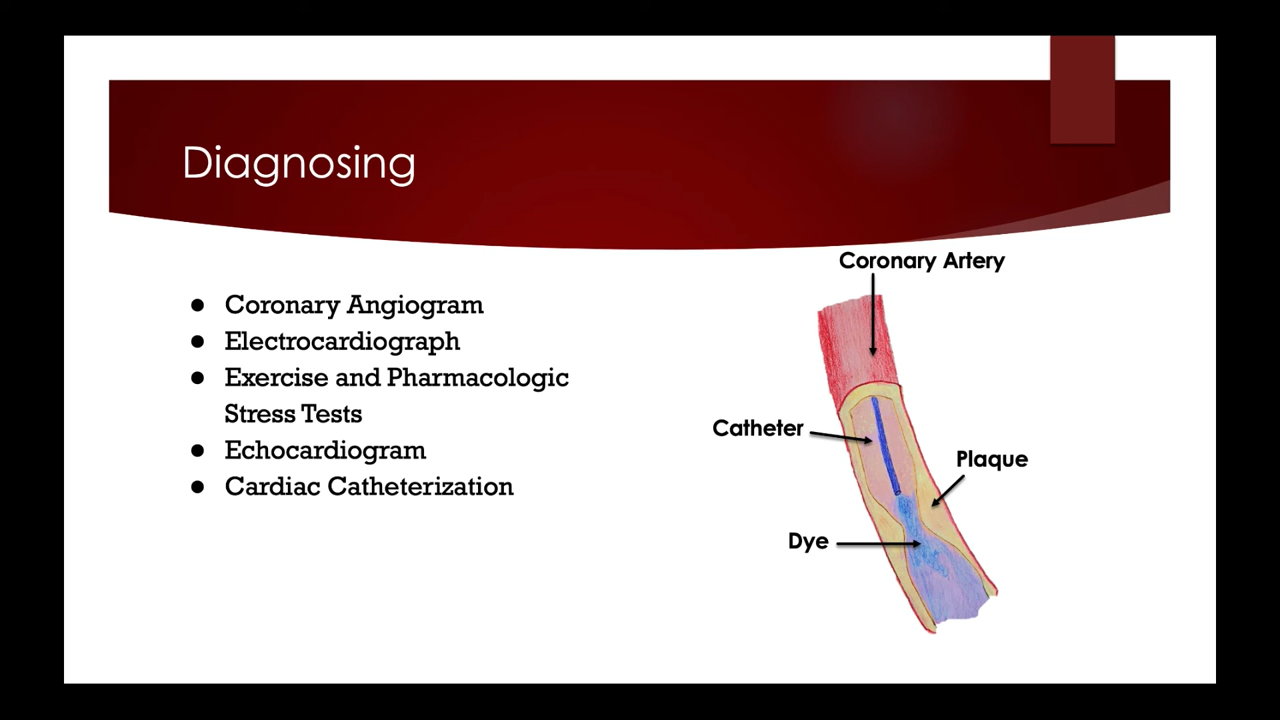 Diagnosing
● Coronary Angiogram
● Electrocardiograph
● Exercise and Pharmacologic
Stress Tests
● Echocardiogram
● Cardiac Catheterization
Coronary Artery
Catheter
Plaque
Dye